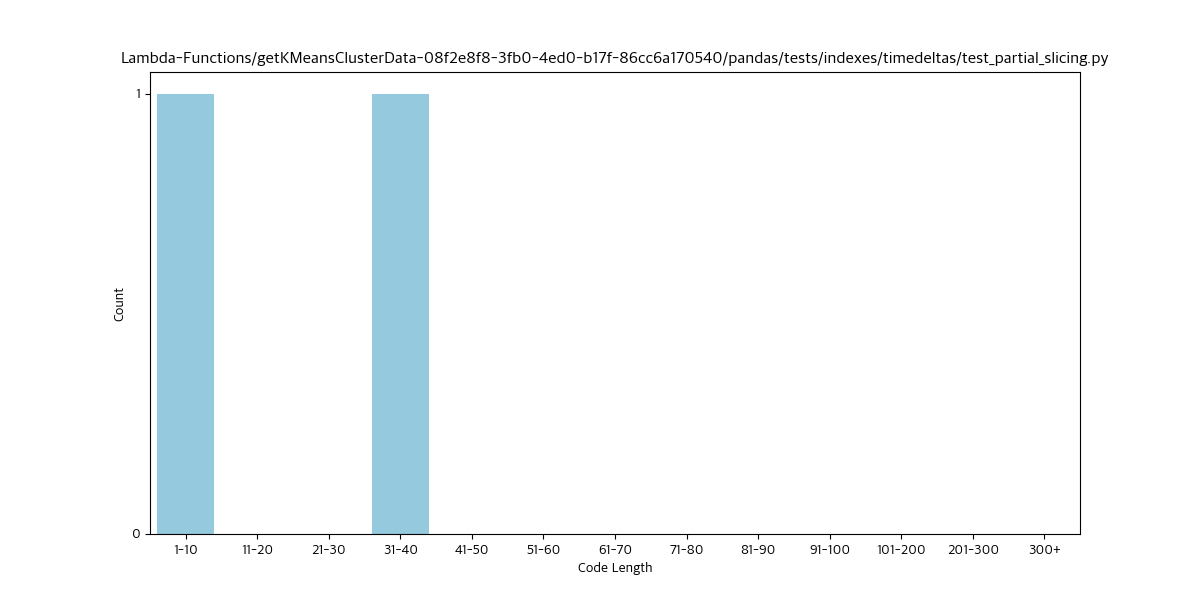 Lambda-Functions/getKMeansClusterData-08f2e8f8-3fb0-4ed0-b17f-86cc6a170540/pandas/tests/indexes/timedeltas/test_partial_slicing.py
1
Count
0
1-10 11-20 21-30 31-40 41-50 51-60 61-70 71-80 81-90 91-100 101-200 201-300 300+
Code Length